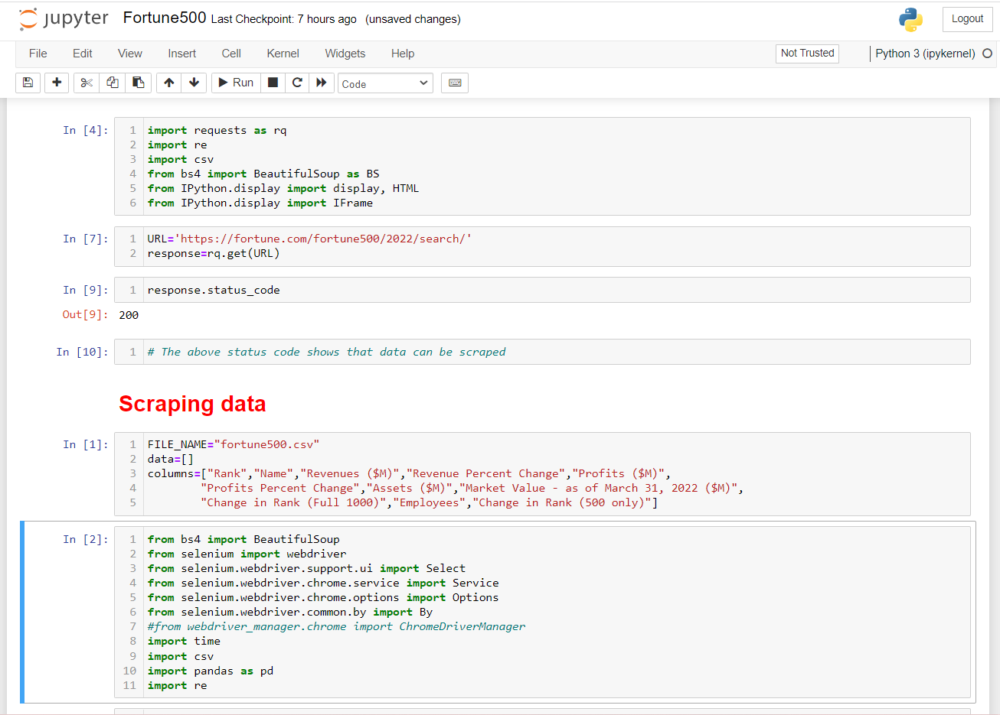 jupyter Fortune500 Last Checkpoint: 7 hours ago (unsaved changes) Logout
File Edit View Insert Cell Kernel Widgets Help Not Trusted Python 3 (ipykernel)
Run Code
In [4]:
1 import requests as rq
2 import re
3 import csv
4 from bs4 import BeautifulSoup as BS
5 from IPython.display import display, HTML
6 from IPython.display import IFrame
In [7]:
1 URL='https://fortune.com/fortune500/2022/search/'
2 response=rq.get(URL)
In [9]:
1 response.status_code
Out[9]: 200
In [10]:
1 # The above status code shows that data can be scraped
Scraping data
In [1]:
1 FILE_NAME="fortune500.csv"
2 data=[]
3 columns=["Rank","Name","Revenues ($M)","Revenue Percent Change","Profits ($M)",
4 "Profits Percent Change","Assets ($M)","Market Value - as of March 31, 2022 ($M)",
5 "Change in Rank (Full 1000)","Employees","Change in Rank (500 only)"]
In [2]:
1 from bs4 import BeautifulSoup
2 from selenium import webdriver
3 from selenium.webdriver.support.ui import Select
4 from selenium.webdriver.chrome.service import Service
5 from selenium.webdriver.chrome.options import Options
6 from selenium.webdriver.common.by import By
7 #from webdriver_manager.chrome import ChromeDriverManager
8 import time
9 import csv
10 import pandas as pd
11 import re